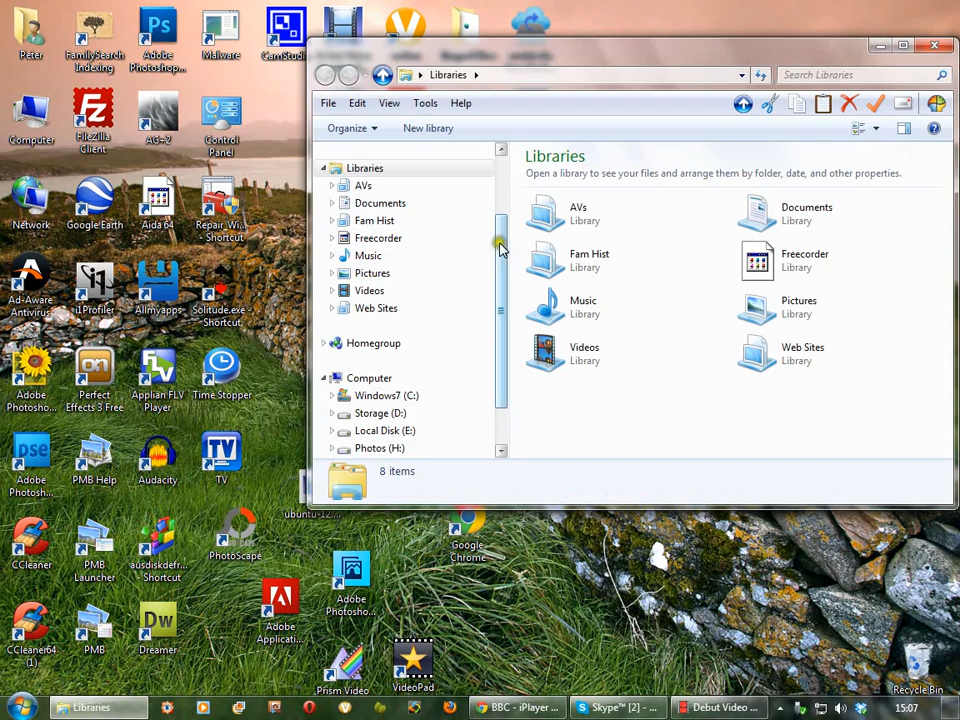 Peter
FamilySearch
Indexing
Adobe
Photoshop...
Malware
CamStudio
Computer
FileZilla
Client
AG-2
Control
Panel
Network
Google Earth
Aida 64
Repair_Wi...
- Shortcut
Ad-Aware
Antivirus
i1Profiler
Allmyapps
Solitude.exe -
Shortcut
Adobe
Photosho...
Perfect
Effects 3 Free
Applian FLV
Player
Time Stopper
Adobe
Photosh...
PMB Help
Audacity
TV
CCleaner
PMB
Launcher
ausdiskdefr...
- Shortcut
PhotoScape
CCleaner64
(1)
PMB
Dreamer
Adobe
Applicati...
Adobe
Photosho...
Google
Chrome
Prism Video
VideoPad
Recycle Bin
Libraries
Search Libraries
File Edit View Tools Help
Organize New library
Libraries
AVs
Documents
Fam Hist
Freecorder
Music
Pictures
Videos
Web Sites
Homegroup
Computer
Windows7 (C:)
Storage (D:)
Local Disk (E:)
Photos (H:)
Libraries
Open a library to see your files and arrange them by folder, date, and other properties.
AVs
Library
Documents
Library
Fam Hist
Library
Freecorder
Library
Music
Library
Pictures
Library
Videos
Library
Web Sites
Library
8 items
Libraries
BBC - iPlayer ...
Skype™ [2] - ...
Debut Video ...
15:07